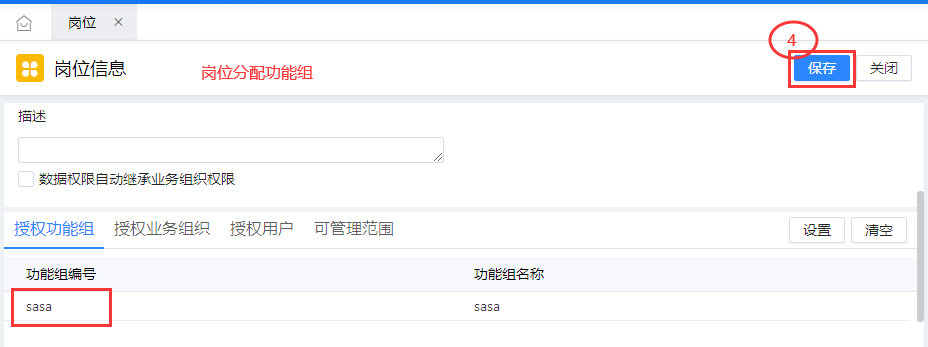 岗位
4
岗位信息
岗位分配功能组
保存
关闭
描述
数据权限自动继承业务组织权限
授权功能组 授权业务组织 授权用户 可管理范围 设置 清空
功能组编号 功能组名称
sasa sasa